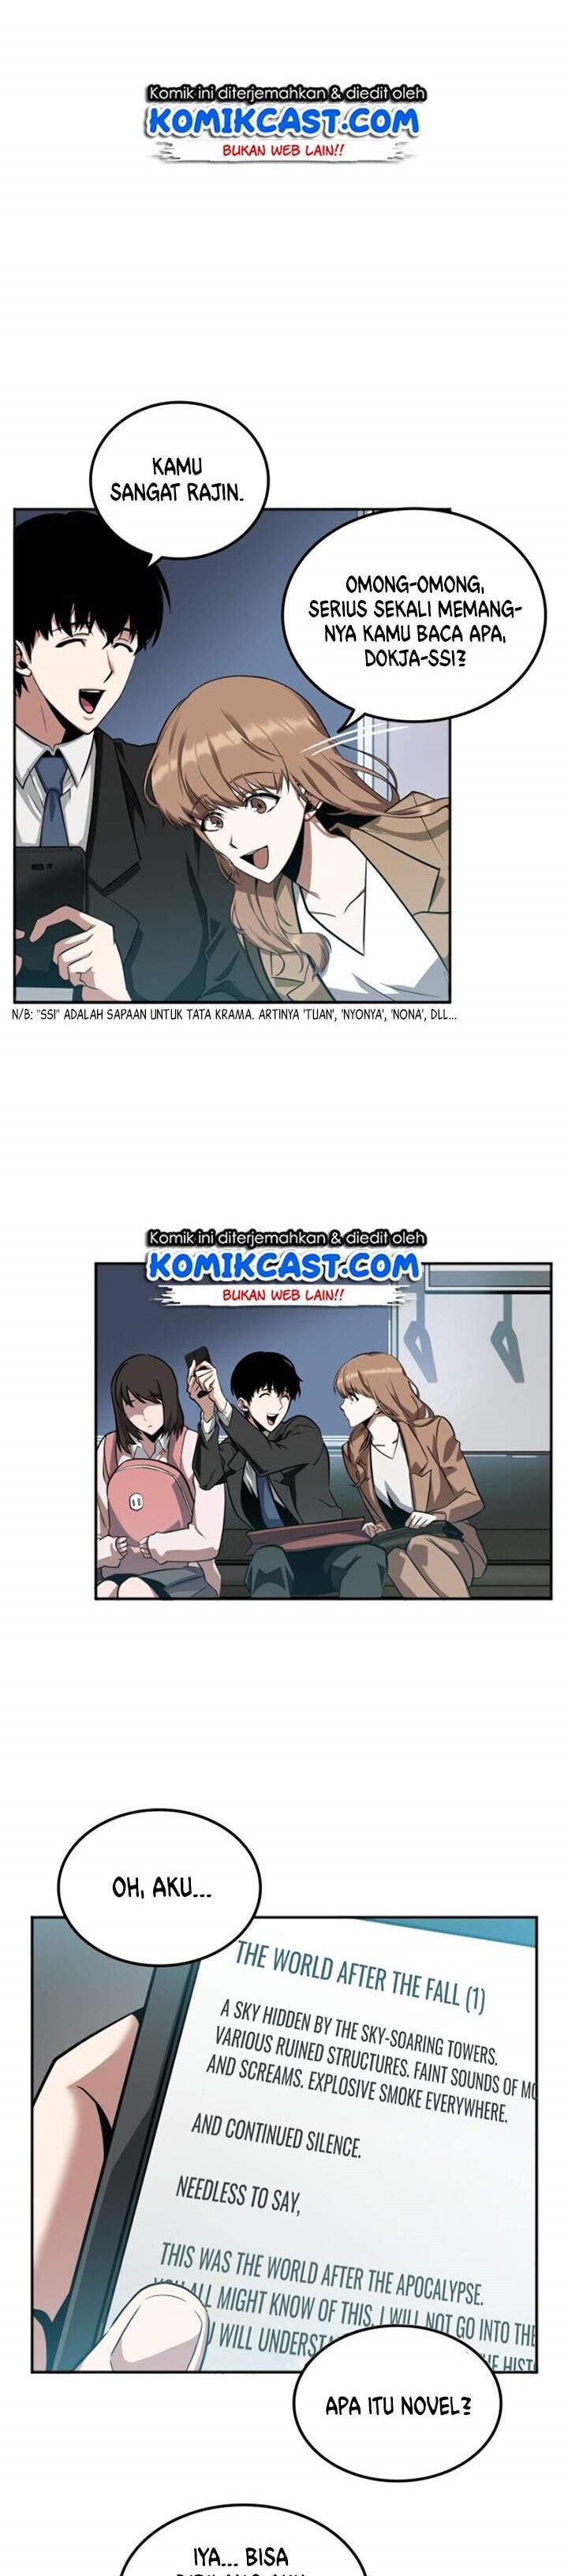 Komik ini diterjemahkan & diedit oleh
KOMIKCAST.COM
BUKAN WEB LAIN!!
KAMU
SANGAT RAJIN.
OMONG-OMONG,
SERIUS SEKALI MEMANG-
NYA KAMU BACA APA,
DOKJA-SSI?
N/B: "SSI" ADALAH SAPAAN UNTUK TATA KRAMA. ARTINYA 'TUAN', 'NYONYA', 'NONA', DLL...
Komik ini diterjemahkan & diedit oleh
KOMIKCAST.COM
BUKAN WEB LAIN!!
OH, AKU...
THE WORLD AFTER THE FALL (1)
A SKY HIDDEN BY THE SKY-SOARING TOWERS.
VARIOUS RUINED STRUCTURES. FAINT SOUNDS OF
AND SCREAMS. EXPLOSIVE SMOKE EVERYWHERE.
AND CONTINUED SILENCE.
NEEDLESS TO SAY,
THIS WAS THE WORLD AFTER THE APOCALYPSE.
ALL MIGHT KNOW OF THIS, I WILL NOT GO INTO THE
WILL
APA ITU NOVEL?
IYA... BISA